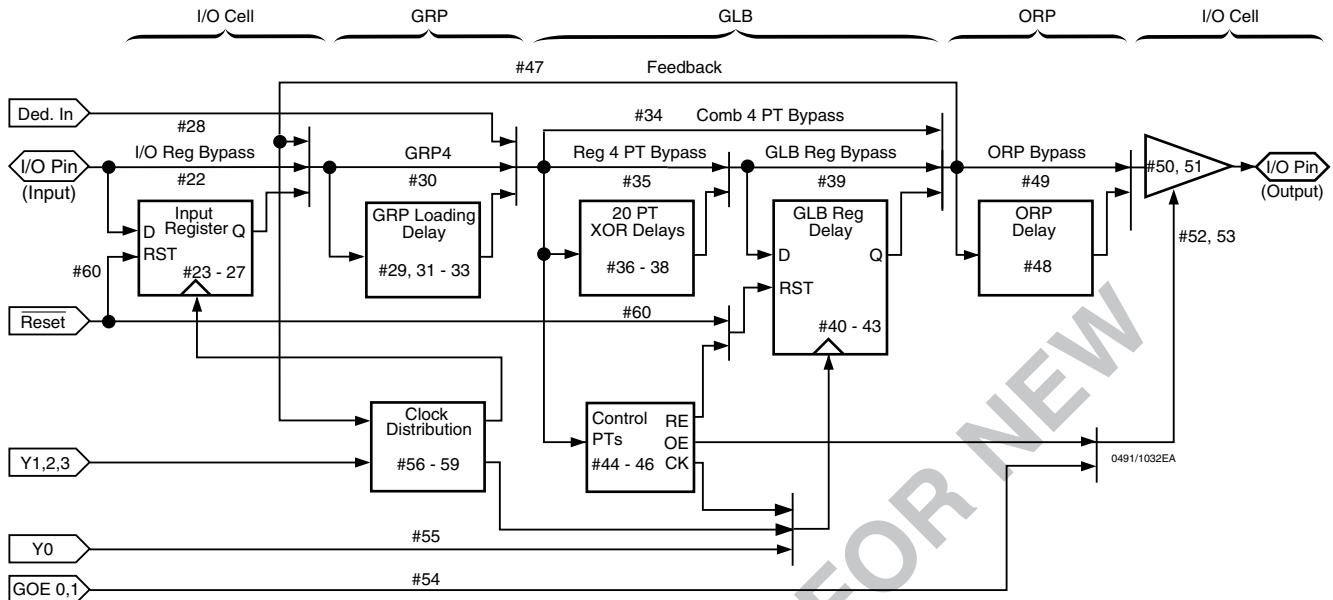 I/O Cell GRP GLB ORP I/O Cell
#47 Feedback
Ded. In
#28
#34 Comb 4 PT Bypass
I/O Pin
(Input)
I/O Reg Bypass
#22
GRP4
#30
Reg 4 PT Bypass
#35
GLB Reg Bypass
#39
ORP Bypass
#49
#50, 51
I/O Pin
(Output)
Input
Register
D Q
RST
#23 - 27
#60
GRP Loading
Delay
#29, 31 - 33
20 PT
XOR Delays
#36 - 38
GLB Reg
Delay
D Q
RST
#40 - 43
ORP
Delay
#48
#52, 53
Reset
#60
Clock
Distribution
#56 - 59
Control
PTs
#44 - 46
RE
OE
CK
0491/1032EA
Y1,2,3
Y0
#55
GOE 0,1
#54
FOR NEW